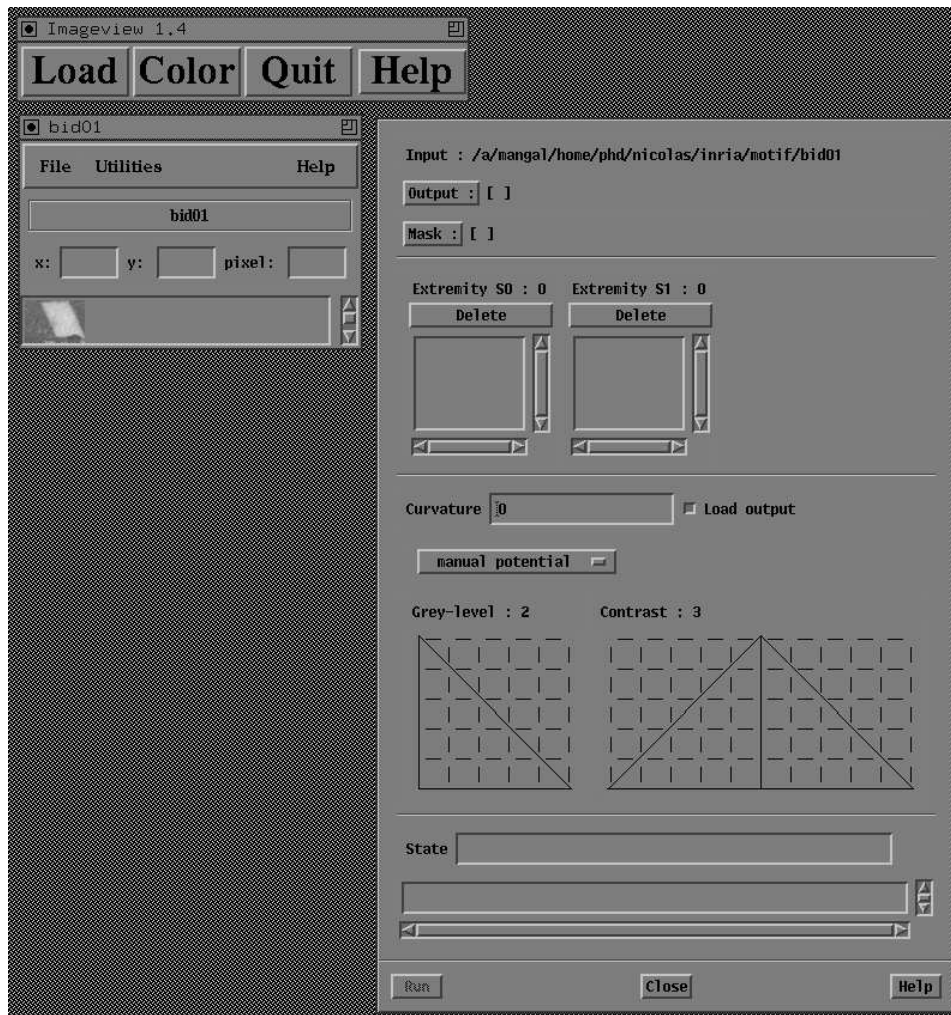 Imageview 1.4
Load Color Quit Help
bid01
File Utilities Help
bid01
x: y: pixel:
Input : /a/mangal/home/phd/nicolas/inria/motif/bid01
Output : [ ]
Mask : [ ]
Extremity S0 : 0 Extremity S1 : 0
Delete Delete
Curvature 0 Load output
manual potential
Grey-level : 2 Contrast : 3
State
Run Close Help